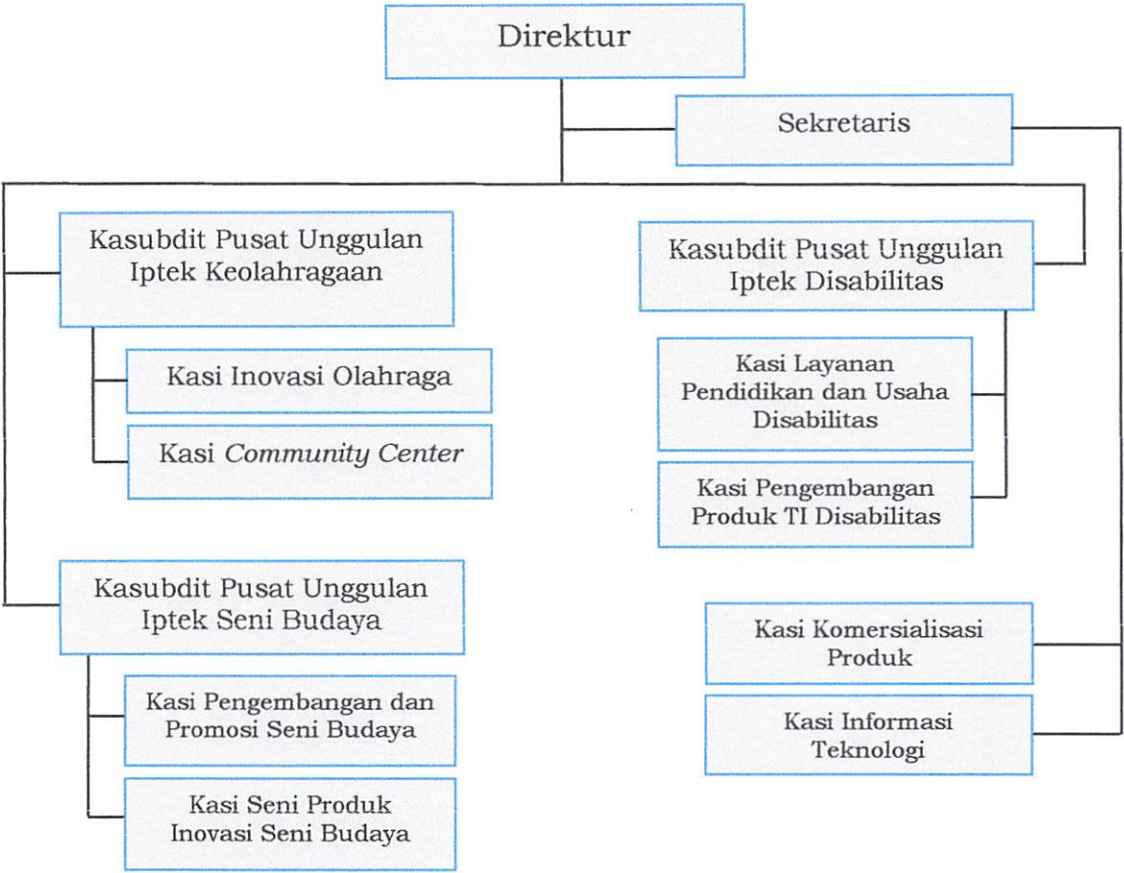 Direktur
Sekretaris
Kasubdit Pusat Unggulan
Iptek Keolahragaan
Kasi Inovasi Olahraga
Kasi Community Center
Kasubdit Pusat Unggulan
Iptek Seni Budaya
Kasi Pengembangan dan
Promosi Seni Budaya
Kasi Seni Produk
Inovasi Seni Budaya
Kasubdit Pusat Unggulan
Iptek Disabilitas
Kasi Layanan
Pendidikan dan Usaha
Disabilitas
Kasi Pengembangan
Produk TI Disabilitas
Kasi Komersialisasi
Produk
Kasi Informasi
Teknologi